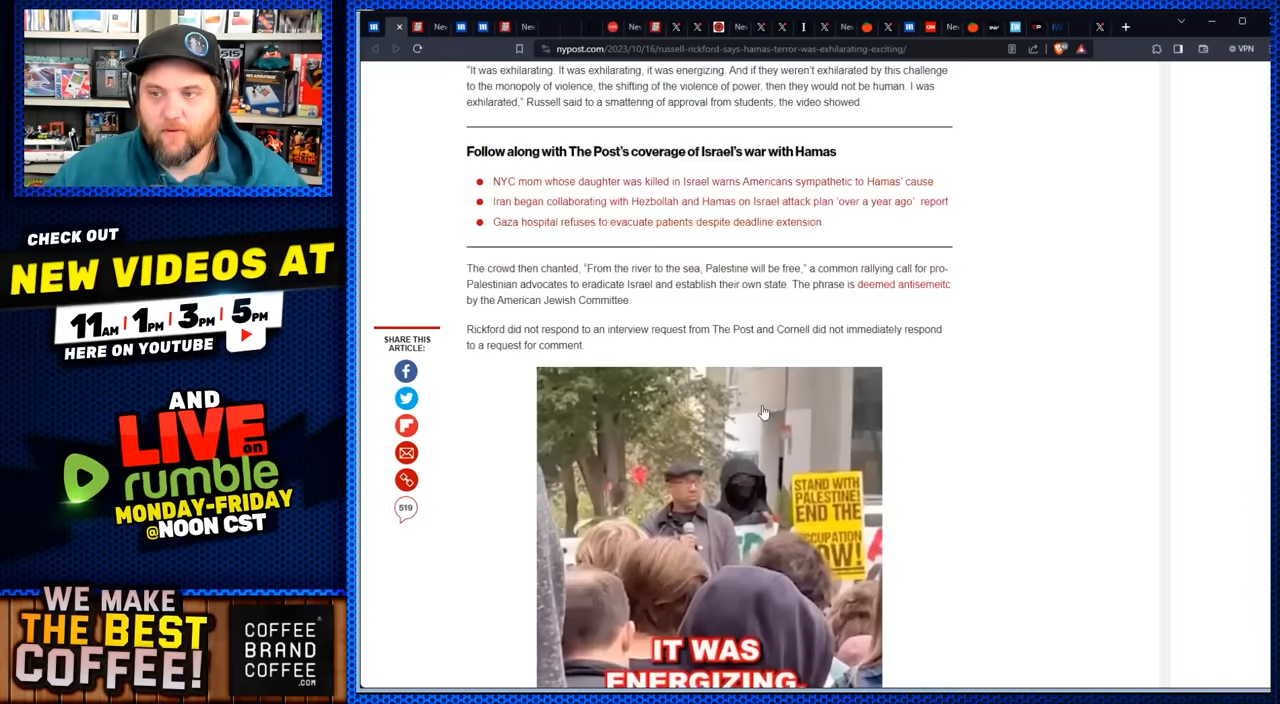 CHECK OUT
NEW VIDEOS AT
11AM | 1PM | 3PM | 5PM
HERE ON YOUTUBE
AND
LIVE on
rumble
MONDAY-FRIDAY
@NOON CST
WE MAKE
THE BEST
COFFEE!
COFFEE
BRAND
COFFEE
.COM
nypost.com/2023/10/16/russell-rickford-says-hamas-terror-was-exhilarating-exciting/
VPN
"It was exhilarating. It was exhilarating, it was energizing. And if they weren't exhilarated by this challenge
to the monopoly of violence, the shifting of the violence of power, then they would not be human. I was
exhilarated," Russell said to a smattering of approval from students, the video showed.
Follow along with The Post's coverage of Israel's war with Hamas
NYC mom whose daughter was killed in Israel warns Americans sympathetic to Hamas' cause
Iran began collaborating with Hezbollah and Hamas on Israel attack plan 'over a year ago' report
Gaza hospital refuses to evacuate patients despite deadline extension
The crowd then chanted, "From the river to the sea, Palestine will be free," a common rallying call for pro-
Palestinian advocates to eradicate Israel and establish their own state. The phrase is deemed antisemeitc
by the American Jewish Committee.
Rickford did not respond to an interview request from The Post and Cornell did not immediately respond
to a request for comment.
SHARE THIS
ARTICLE:
519
STAND WITH
PALESTINE!
END THE
OCCUPATION
NOW!
IT WAS
ENERGIZING